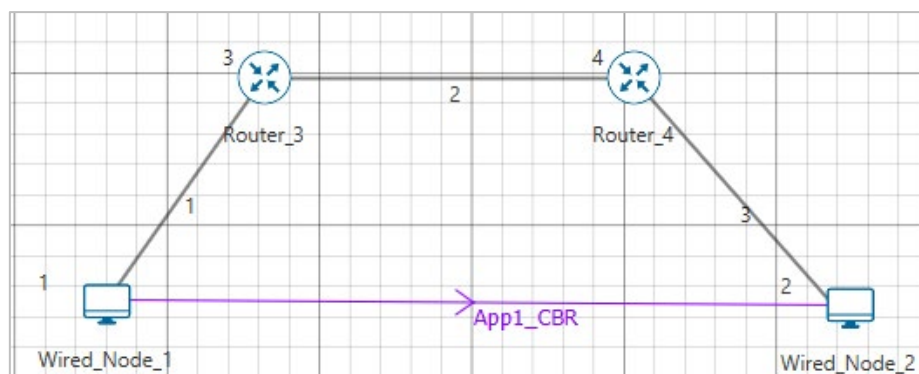 3
4
2
Router_3
Router_4
1
3
1
2
App1_CBR
Wired_Node_1
Wired_Node_2